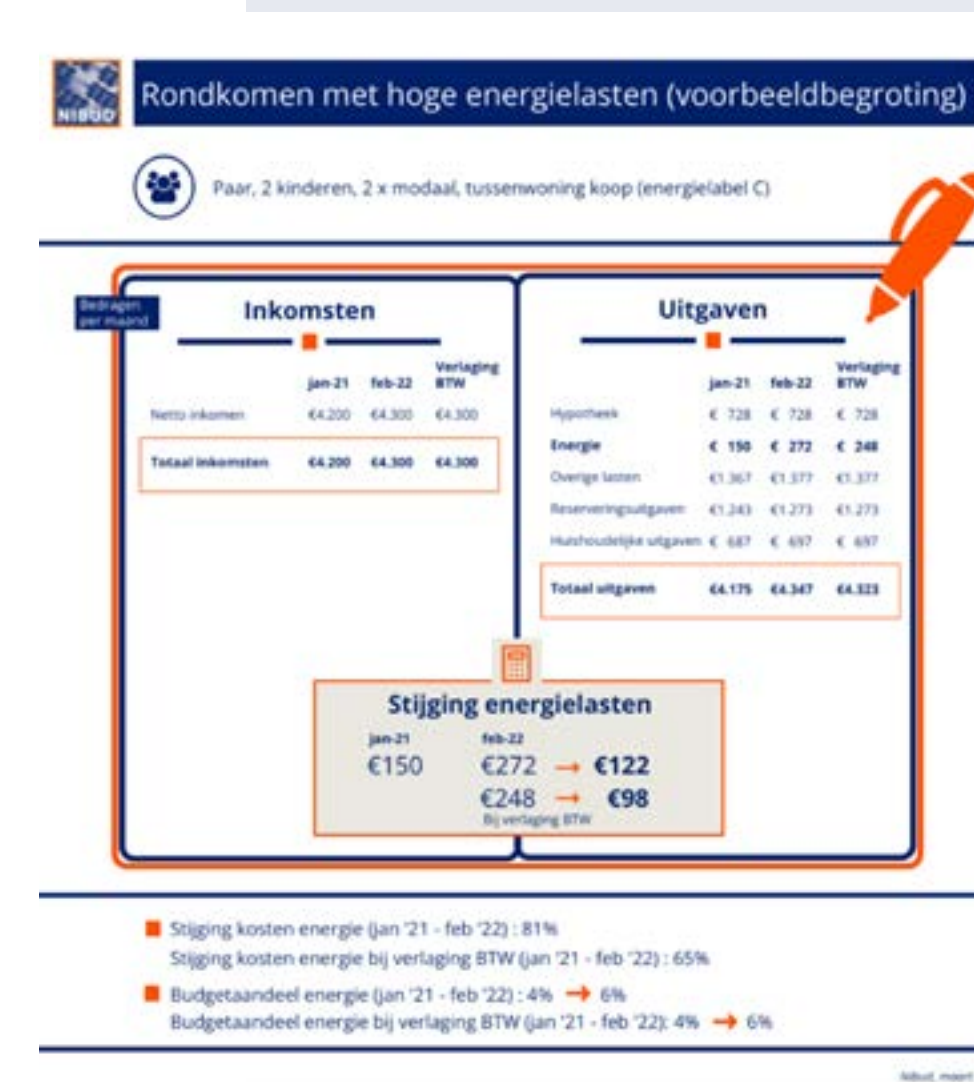 NIBUD
Rondkomen met hoge energielasten (voorbeeldbegroting)
Paar, 2 kinderen, 2 x modaal, tussenwoning koop (energielabel C)
Bedragen
per maand
Inkomsten
jan-21 feb-22 Verlaging BTW
Netto inkomen €4.200 €4.300 €4.300
Totaal inkomsten €4.200 €4.300 €4.300
Uitgaven
jan-21 feb-22 Verlaging BTW
Hypotheek € 728 € 728 € 728
Energie € 150 € 272 € 248
Overige lasten €1.367 €1.377 €1.377
Reserveringsuitgaven €1.243 €1.273 €1.273
Huishoudelijke uitgaven € 687 € 697 € 697
Totaal uitgaven €4.175 €4.347 €4.323
Stijging energielasten
jan-21 feb-22
€150 €272 → €122
€248 → €98
Bij verlaging BTW
Stijging kosten energie (jan '21 - feb '22) : 81%
Stijging kosten energie bij verlaging BTW (jan '21 - feb '22) : 65%
Budgetaandeel energie (jan '21 - feb '22) : 4% → 6%
Budgetaandeel energie bij verlaging BTW (jan '21 - feb '22): 4% → 6%
Nibud, maart